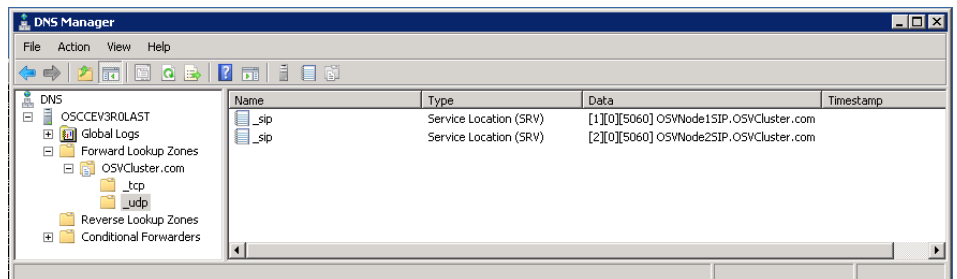 DNS Manager
File Action View Help
DNS
OSCCEV3R0LAST
Global Logs
Forward Lookup Zones
OSVCluster.com
_tcp
_udp
Reverse Lookup Zones
Conditional Forwarders
Name Type Data Timestamp
_sip Service Location (SRV) [1][0][5060] OSVNode1SIP.OSVCluster.com
_sip Service Location (SRV) [2][0][5060] OSVNode2SIP.OSVCluster.com